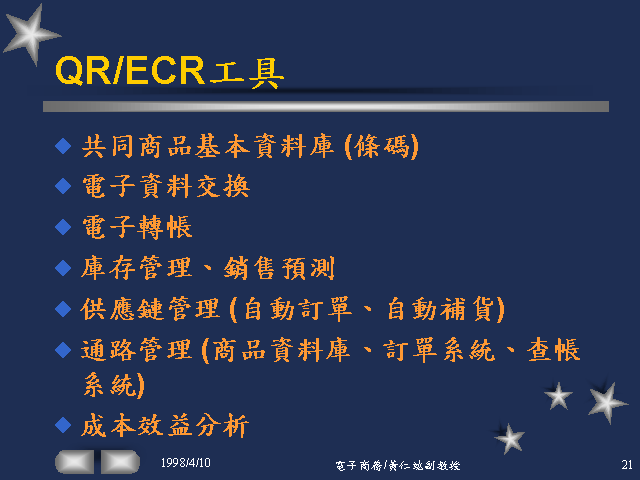 QR/ECR工具
共同商品基本資料庫 (條碼)
電子資料交換
電子轉帳
庫存管理、銷售預測
供應鏈管理 (自動訂單、自動補貨)
通路管理 (商品資料庫、訂單系統、查帳
系統)
成本效益分析
1998/4/10
電子商務/黃仁
副教授
21